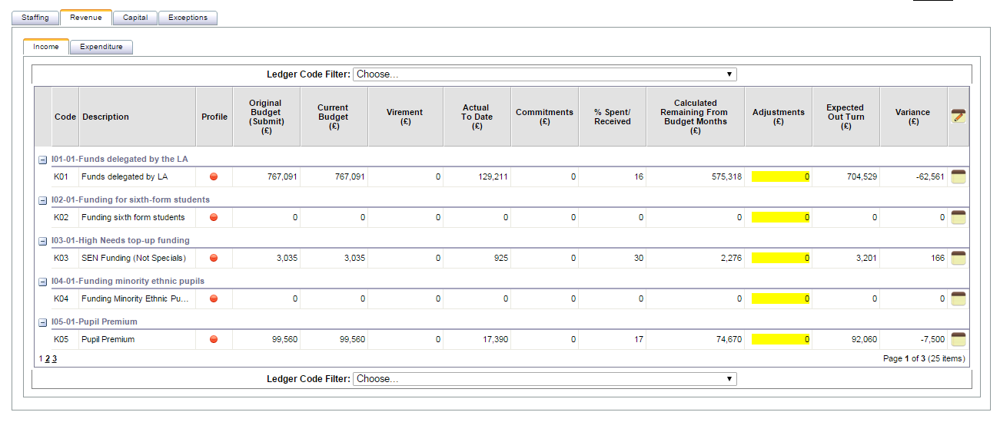 Staffing Revenue Capital Exceptions
Income Expenditure
Ledger Code Filter: Choose...
Code Description Profile Original Budget (Submit) (£) Current Budget (£) Virement (£) Actual To Date (£) Commitments (£) % Spent/ Received Calculated Remaining From Budget Months (£) Adjustments (£) Expected Out Turn (£) Variance (£)
I01-01-Funds delegated by the LA
K01 Funds delegated by LA 767,091 767,091 0 129,211 0 16 575,318 0 704,529 -62,561
I02-01-Funding for sixth-form students
K02 Funding sixth form students 0 0 0 0 0 0 0 0 0 0
I03-01-High Needs top-up funding
K03 SEN Funding (Not Specials) 3,035 3,035 0 925 0 30 2,276 0 3,201 166
I04-01-Funding minority ethnic pupils
K04 Funding Minority Ethnic Pu... 0 0 0 0 0 0 0 0 0 0
I05-01-Pupil Premium
K05 Pupil Premium 99,560 99,560 0 17,390 0 17 74,670 0 92,060 -7,500
1 2 3 Page 1 of 3 (25 items)
Ledger Code Filter: Choose...